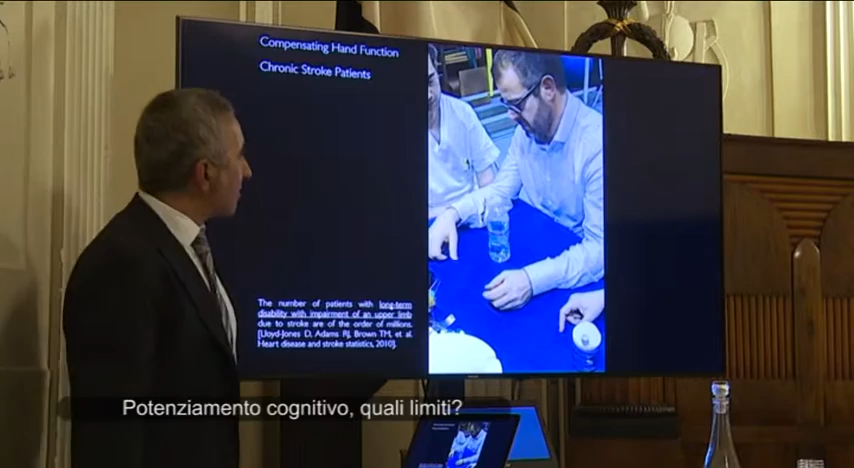 Compensating Hand Function
Chronic Stroke Patients
The number of patients with long-term
disability with impairment of an upper limb
due to stroke are of the order of millions.
[Lloyd-Jones D, Adams RJ, Brown TM, et al.
Heart disease and stroke statistics, 2010].
Potenziamento cognitivo, quali limiti?